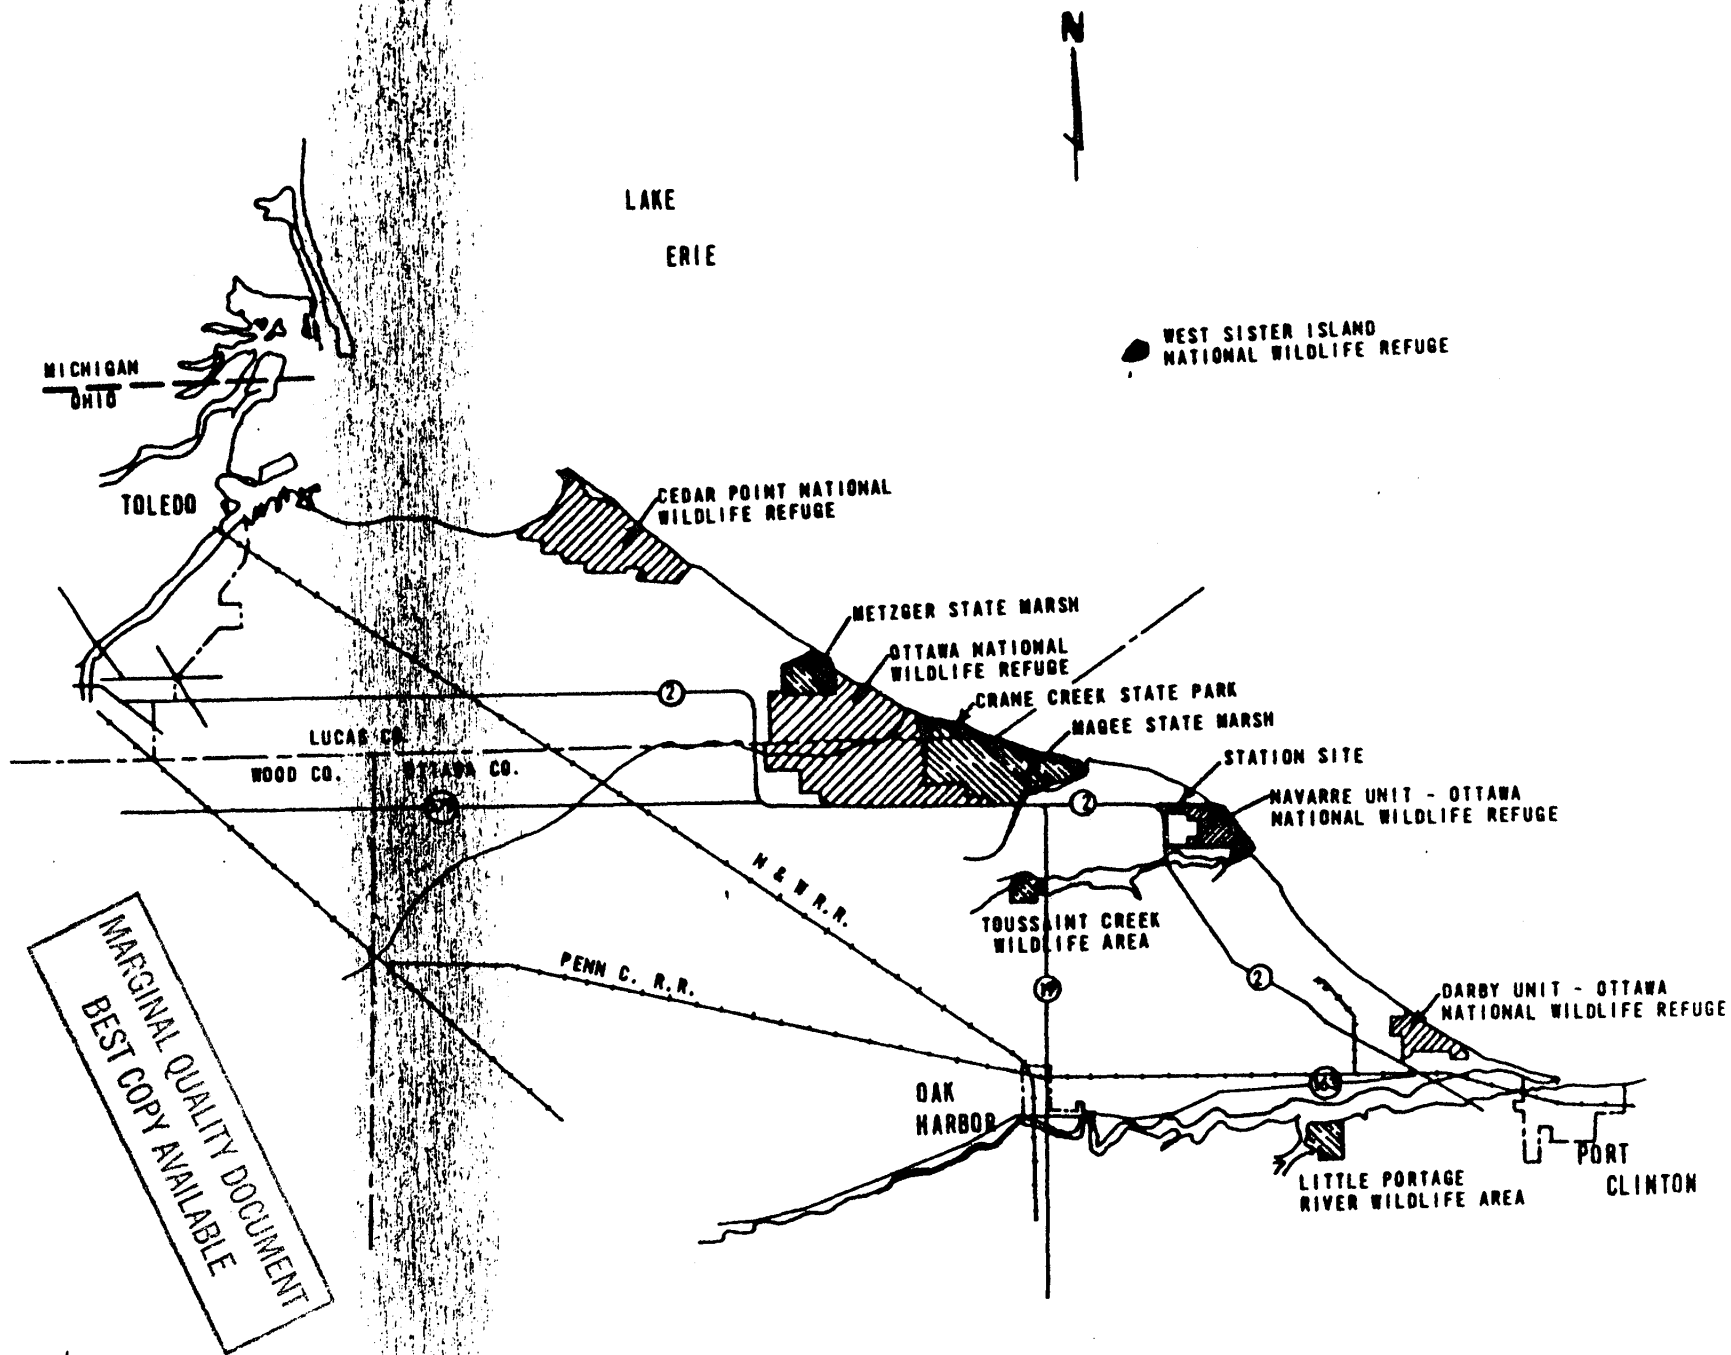 N
LAKE
ERIE
WEST SISTER ISLAND
NATIONAL WILDLIFE REFUGE
MICHIGAN
OHIO
TOLEDO
CEDAR POINT NATIONAL
WILDLIFE REFUGE
METZGER STATE MARSH
OTTAWA NATIONAL
WILDLIFE REFUGE
CRANE CREEK STATE PARK
MAGEE STATE MARSH
2
LUCAS CO.
WOOD CO.
OTTAWA CO.
STATION SITE
2
NAVARRE UNIT - OTTAWA
NATIONAL WILDLIFE REFUGE
N & W R.R.
TOUSSAINT CREEK
WILDLIFE AREA
PENN C. R.R.
19
2
DARBY UNIT - OTTAWA
NATIONAL WILDLIFE REFUGE
OAK
HARBOR
LITTLE PORTAGE
RIVER WILDLIFE AREA
PORT
CLINTON
MARGINAL QUALITY DOCUMENT
BEST COPY AVAILABLE